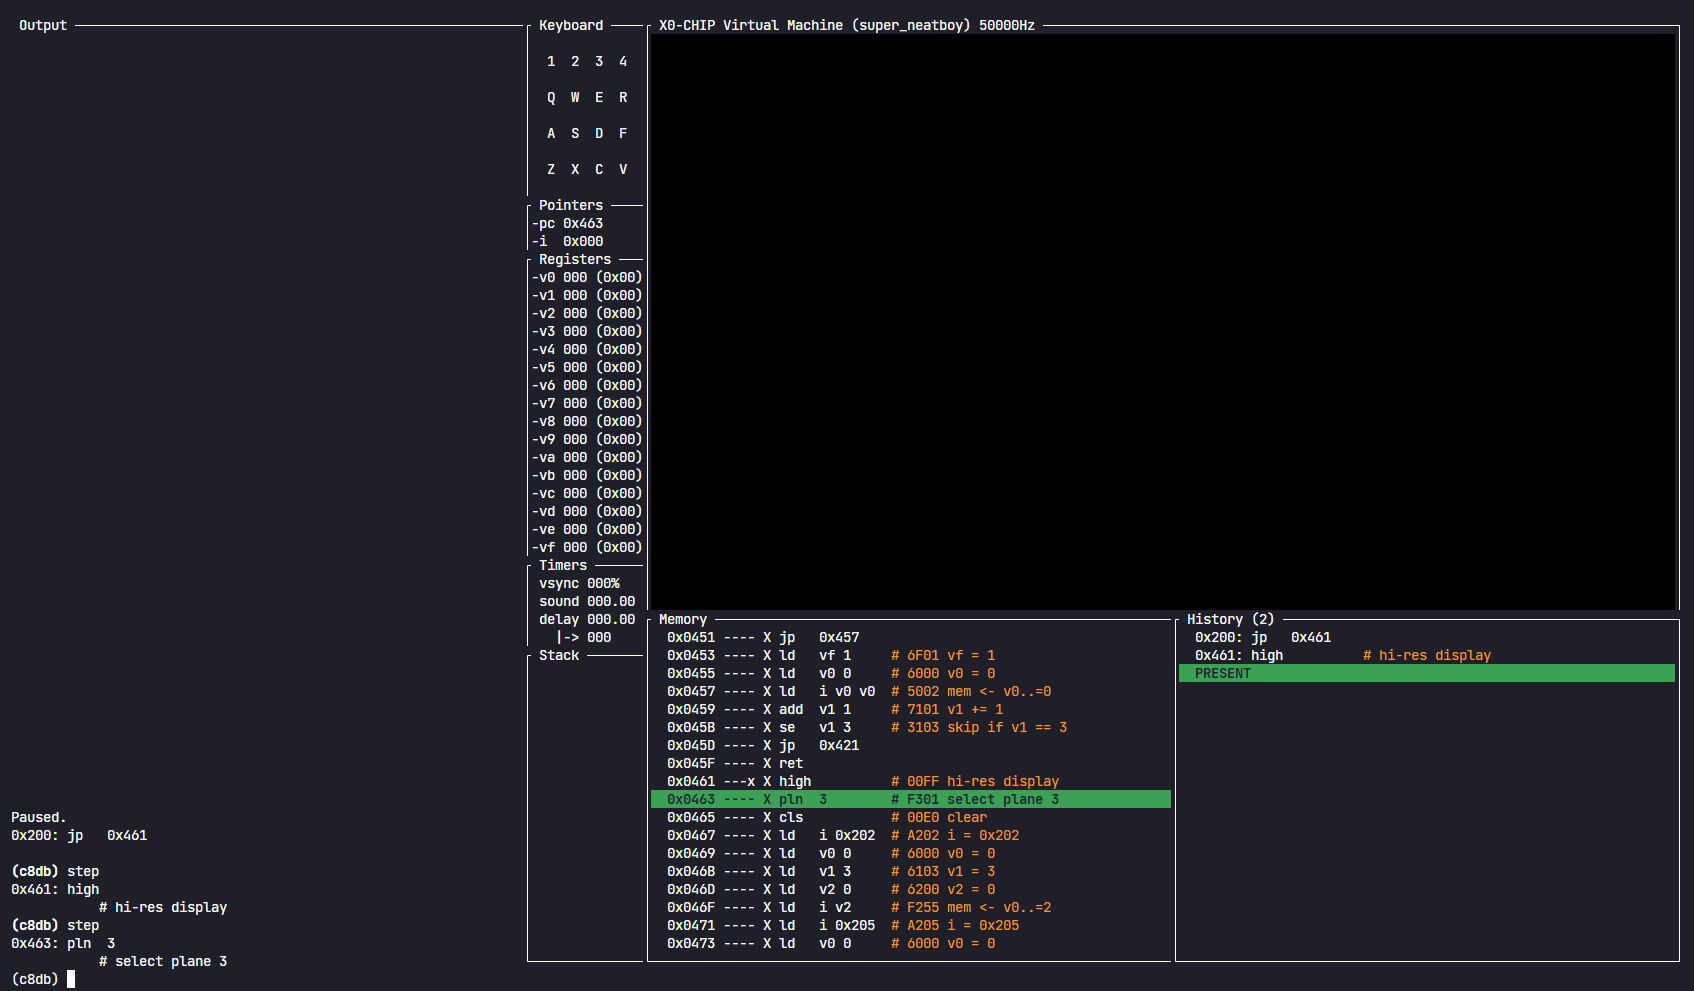 Output
Paused.
0x200: jp   0x461
(c8db) step
0x461: high
# hi-res display
(c8db) step
0x463: pln  3
# select plane 3
(c8db)
Keyboard
1  2  3  4
Q  W  E  R
A  S  D  F
Z  X  C  V
Pointers
-pc 0x463
-i  0x000
Registers
-v0 000 (0x00)
-v1 000 (0x00)
-v2 000 (0x00)
-v3 000 (0x00)
-v4 000 (0x00)
-v5 000 (0x00)
-v6 000 (0x00)
-v7 000 (0x00)
-v8 000 (0x00)
-v9 000 (0x00)
-va 000 (0x00)
-vb 000 (0x00)
-vc 000 (0x00)
-vd 000 (0x00)
-ve 000 (0x00)
-vf 000 (0x00)
Timers
vsync 000%
sound 000.00
delay 000.00
|-> 000
Stack
XO-CHIP Virtual Machine (super_neatboy) 50000Hz
Memory
0x0451 ---- X jp   0x457
0x0453 ---- X ld   vf 1     # 6F01 vf = 1
0x0455 ---- X ld   v0 0     # 6000 v0 = 0
0x0457 ---- X ld   i v0 v0  # 5002 mem <- v0..=0
0x0459 ---- X add  v1 1     # 7101 v1 += 1
0x045B ---- X se   v1 3     # 3103 skip if v1 == 3
0x045D ---- X jp   0x421
0x045F ---- X ret
0x0461 ---x X high          # 00FF hi-res display
0x0463 ---- X pln  3        # F301 select plane 3
0x0465 ---- X cls           # 00E0 clear
0x0467 ---- X ld   i 0x202  # A202 i = 0x202
0x0469 ---- X ld   v0 0     # 6000 v0 = 0
0x046B ---- X ld   v1 3     # 6103 v1 = 3
0x046D ---- X ld   v2 0     # 6200 v2 = 0
0x046F ---- X ld   i v2     # F255 mem <- v0..=2
0x0471 ---- X ld   i 0x205  # A205 i = 0x205
0x0473 ---- X ld   v0 0     # 6000 v0 = 0
History (2)
0x200: jp   0x461
0x461: high          # hi-res display
PRESENT